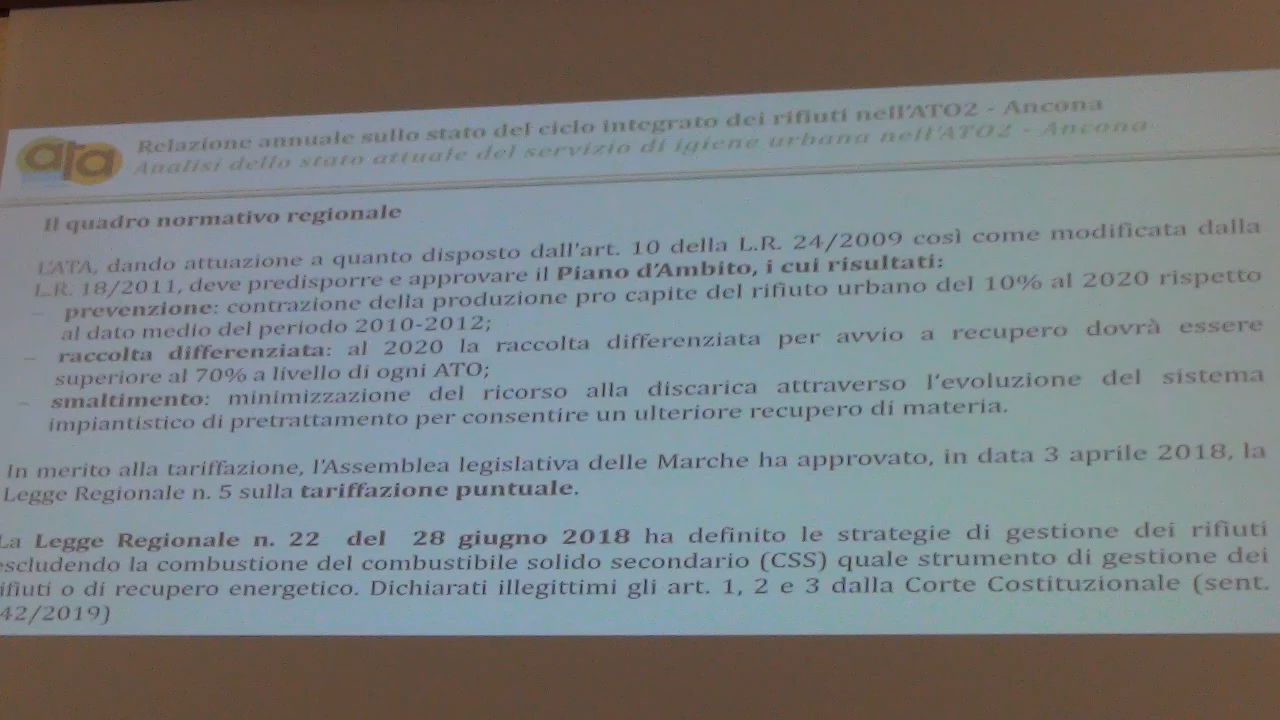 ata
Relazione annuale sullo stato del ciclo integrato dei rifiuti nell'ATO2 - Ancona
Analisi dello stato attuale del servizio di igiene urbana nell'ATO2 - Ancona
Il quadro normativo regionale
L'ATA, dando attuazione a quanto disposto dall'art. 10 della L.R. 24/2009 così come modificata dalla
L.R. 18/2011, deve predisporre e approvare il Piano d'Ambito, i cui risultati:
– prevenzione: contrazione della produzione pro capite del rifiuto urbano del 10% al 2020 rispetto
al dato medio del periodo 2010-2012;
– raccolta differenziata: al 2020 la raccolta differenziata per avvio a recupero dovrà essere
superiore al 70% a livello di ogni ATO;
– smaltimento: minimizzazione del ricorso alla discarica attraverso l'evoluzione del sistema
impiantistico di pretrattamento per consentire un ulteriore recupero di materia.
In merito alla tariffazione, l'Assemblea legislativa delle Marche ha approvato, in data 3 aprile 2018, la
Legge Regionale n. 5 sulla tariffazione puntuale.
La Legge Regionale n. 22 del 28 giugno 2018 ha definito le strategie di gestione dei rifiuti
escludendo la combustione del combustibile solido secondario (CSS) quale strumento di gestione dei
ifiuti o di recupero energetico. Dichiarati illegittimi gli art. 1, 2 e 3 dalla Corte Costituzionale (sent.
42/2019)